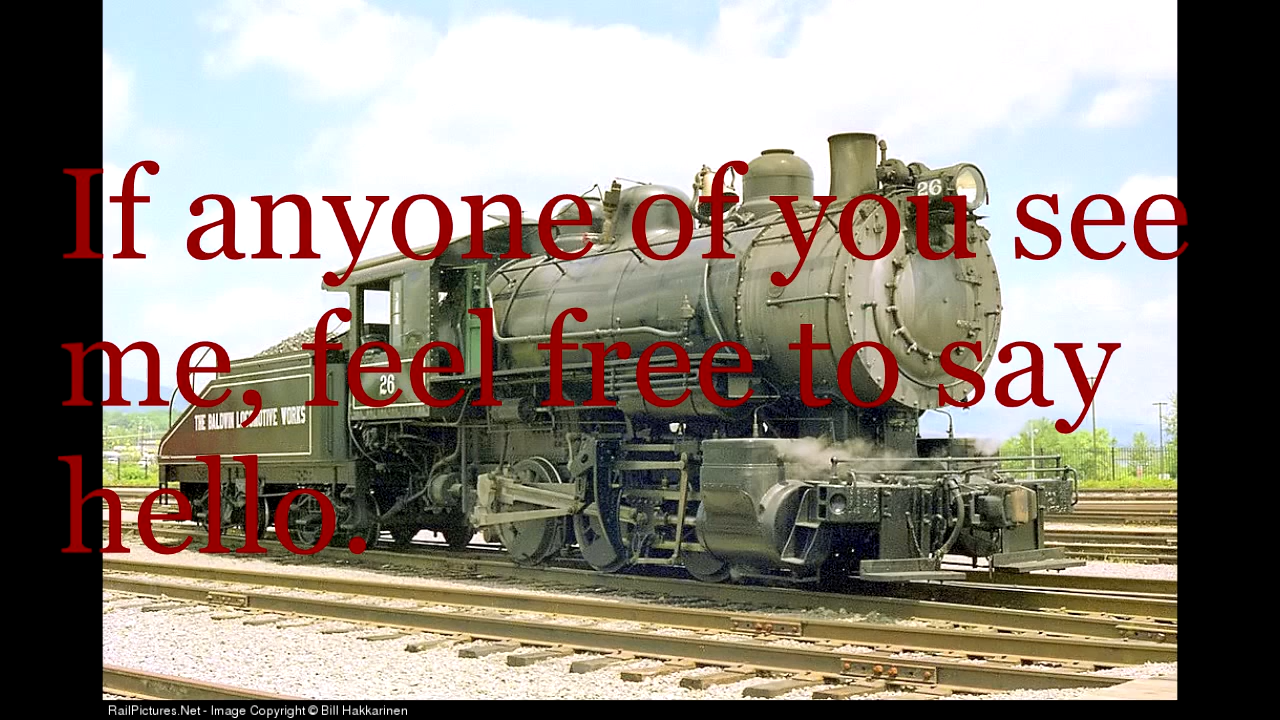 26
If anyone of you see
me, feel free to say
26
THE BALDWIN LOCOMOTIVE WORKS
hello.
RailPictures.Net - Image Copyright © Bill Hakkarinen